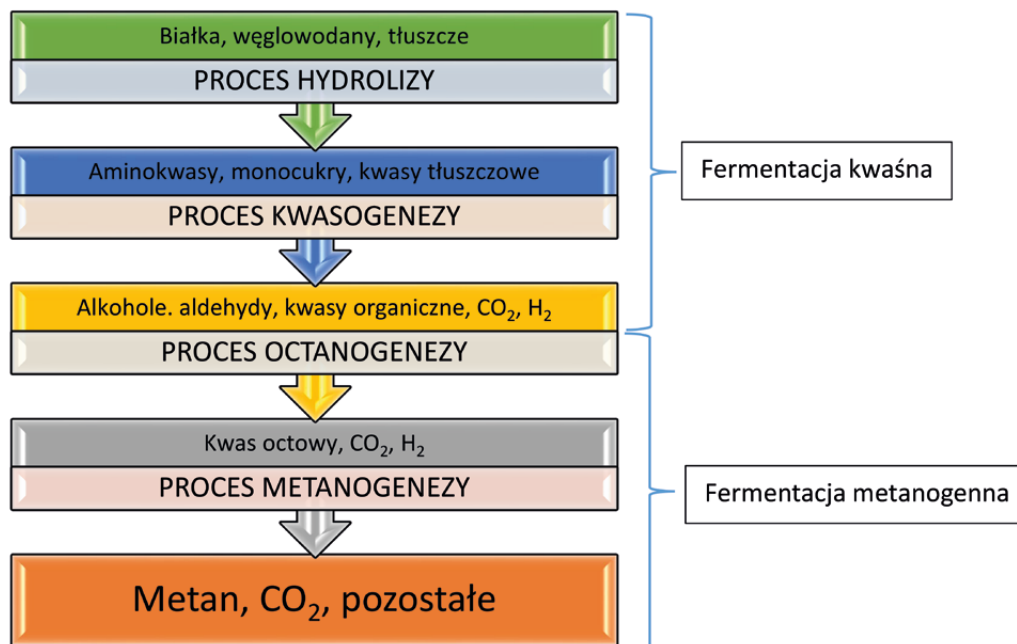 Białka, węglowodany, tłuszcze
PROCES HYDROLIZY
Aminokwasy, monocukry, kwasy tłuszczowe
PROCES KWASOGENEZY
Fermentacja kwaśna
Alkohole. aldehydy, kwasy organiczne, CO₂, H₂
PROCES OCTANOGENEZY
Kwas octowy, CO₂, H₂
PROCES METANOGENEZY
Fermentacja metanogenna
Metan, CO₂, pozostałe